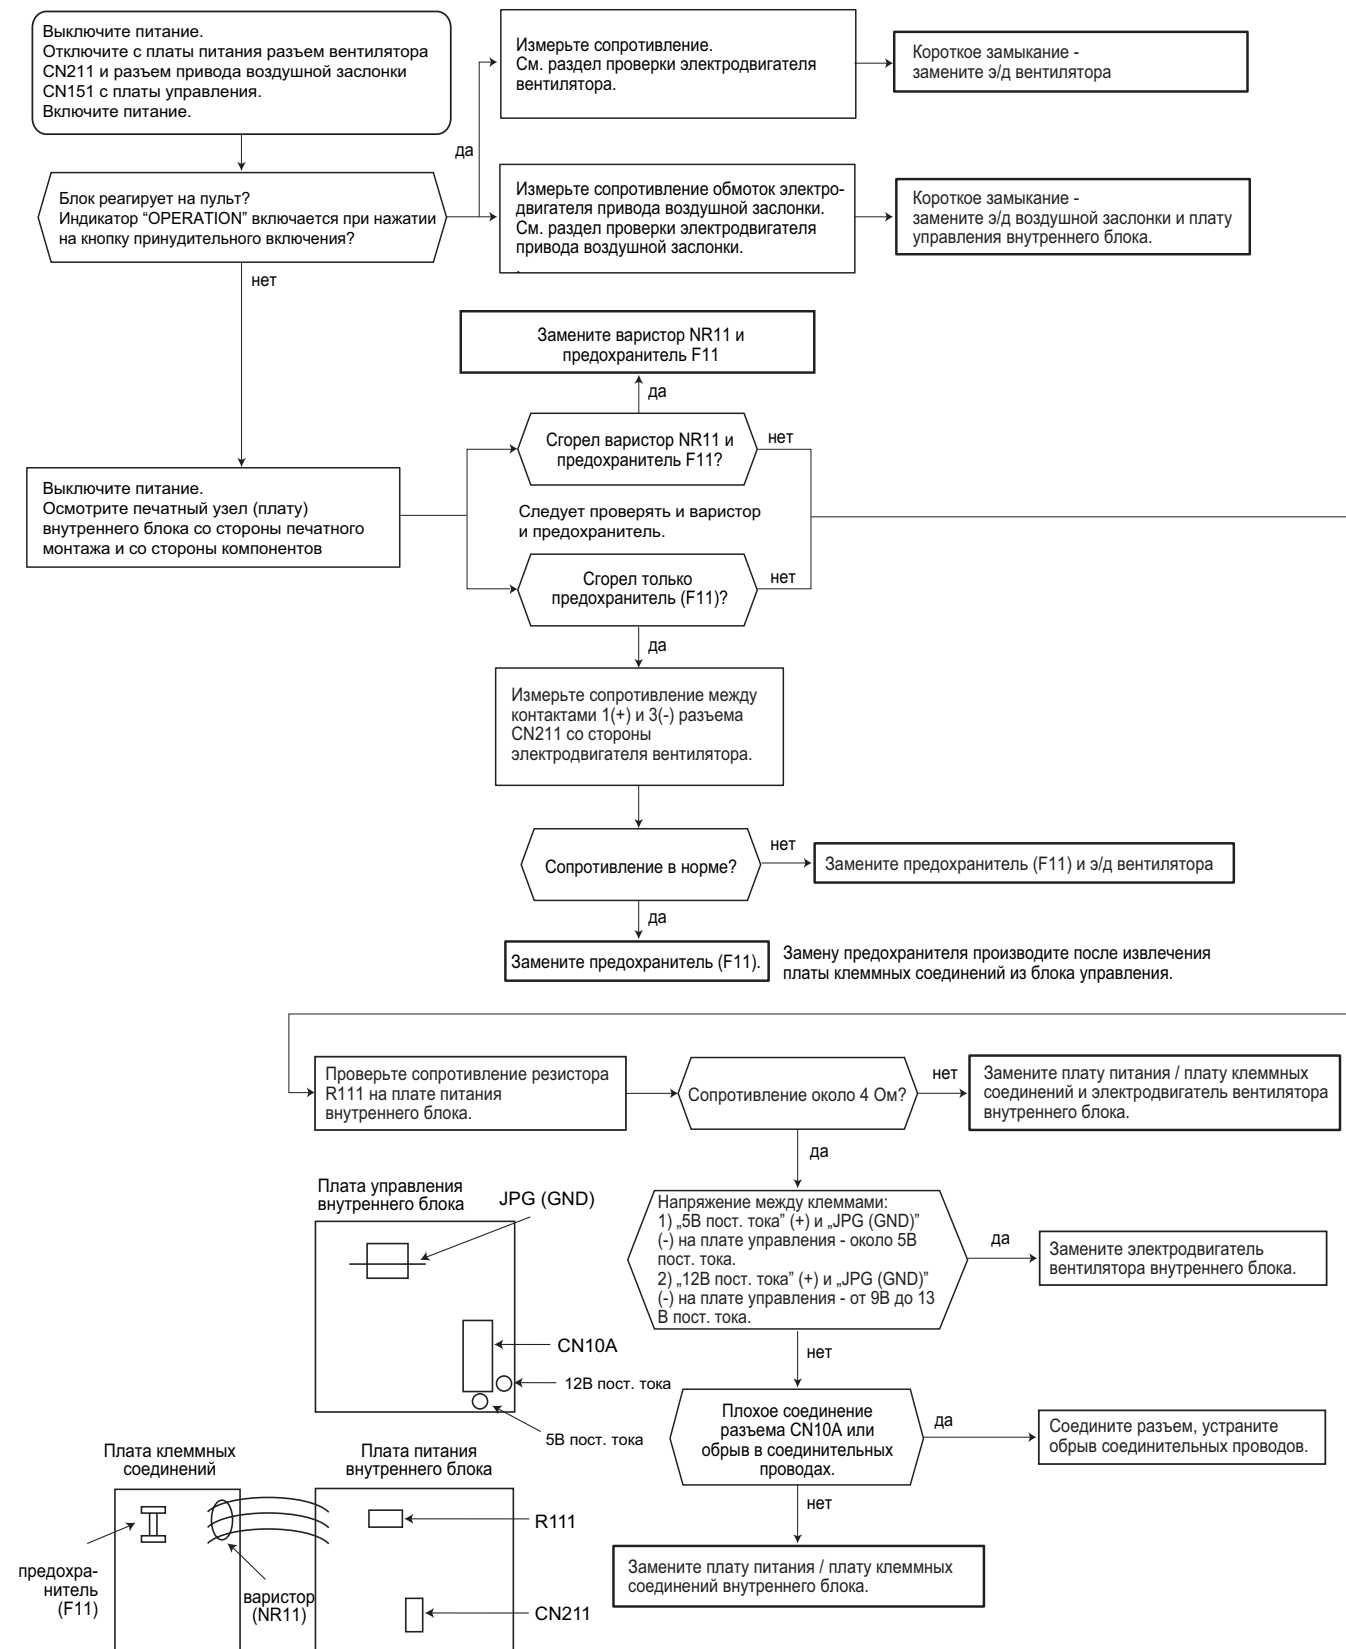 Выключите питание.
Отключите с платы питания разъем вентилятора
CN211 и разъем привода воздушной заслонки
CN151 с платы управления.
Включите питание.
Измерьте сопротивление.
См. раздел проверки электродвигателя
вентилятора.
Короткое замыкание -
замените э/д вентилятора
да
Блок реагирует на пульт?
Индикатор “OPERATION” включается при нажатии
на кнопку принудительного включения?
Измерьте сопротивление обмоток электро-
двигателя привода воздушной заслонки.
См. раздел проверки электродвигателя
привода воздушной заслонки.
.
Короткое замыкание -
замените э/д воздушной заслонки и плату
управления внутреннего блока.
нет
Замените варистор NR11 и
предохранитель F11
да
Сгорел варистор NR11 и
предохранитель F11?
нет
Выключите питание.
Осмотрите печатный узел (плату)
внутреннего блока со стороны печатного
монтажа и со стороны компонентов
Следует проверять и варистор
и предохранитель.
Сгорел только
предохранитель (F11)?
нет
да
Измерьте сопротивление между
контактами 1(+) и 3(-) разъема
CN211 со стороны
электродвигателя вентилятора.
Сопротивление в норме?
нет
Замените предохранитель (F11) и э/д вентилятора
да
Замените предохранитель (F11).
Замену предохранителя производите после извлечения
платы клеммных соединений из блока управления.
Проверьте сопротивление резистора
R111 на плате питания
внутреннего блока.
Сопротивление около 4 Ом?
нет
Замените плату питания / плату клеммных
соединений и электродвигатель вентилятора
внутреннего блока.
да
Плата управления
внутреннего блока
JPG (GND)
Напряжение между клеммами:
1) „5В пост. тока” (+) и „JPG (GND)”
(-) на плате управления - около 5В
пост. тока.
2) „12В пост. тока” (+) и „JPG (GND)”
(-) на плате управления - от 9В до 13
В пост. тока.
да
Замените электродвигатель
вентилятора внутреннего блока.
нет
CN10A
12В пост. тока
5В пост. тока
Плохое соединение
разъема CN10A или
обрыв в соединительных
проводах.
да
Соедините разъем, устраните
обрыв соединительных проводов.
нет
Плата клеммных
соединений
Плата питания
внутреннего блока
R111
предохра-
нитель
(F11)
варистор
(NR11)
CN211
Замените плату питания / плату клеммных
соединений внутреннего блока.